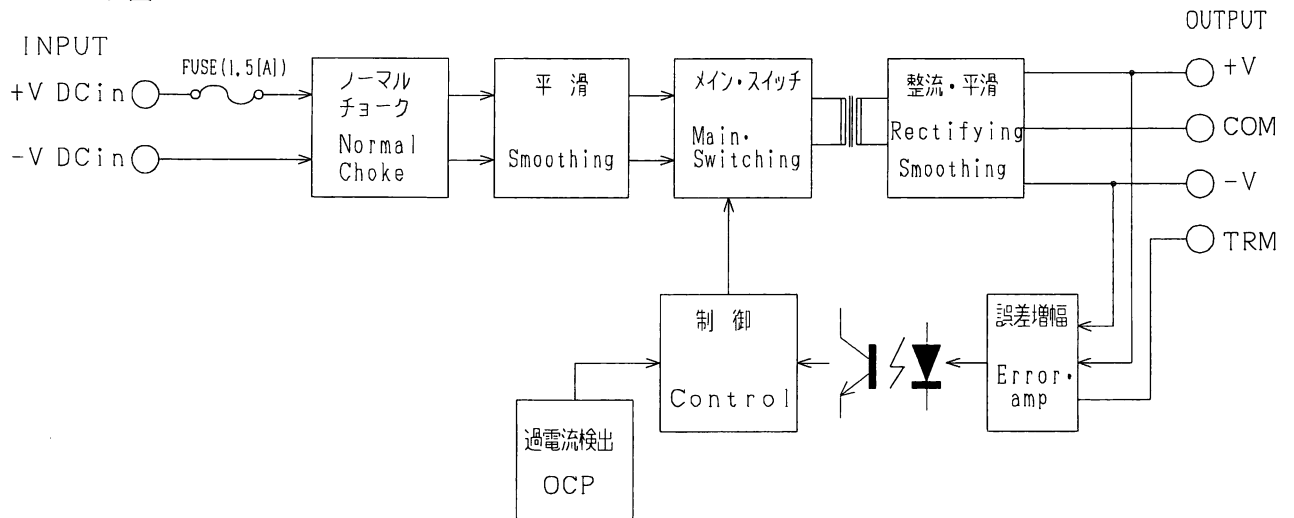 INPUT
+V DCin
-V DCin
FUSE(1.5[A])
ノーマル
チョーク
Normal
Choke
平 滑
Smoothing
メイン・スイッチ
Main・
Switching
整流・平滑
Rectifying
Smoothing
OUTPUT
+V
COM
-V
TRM
制 御
Control
過電流検出
OCP
誤差増幅
Error・
amp